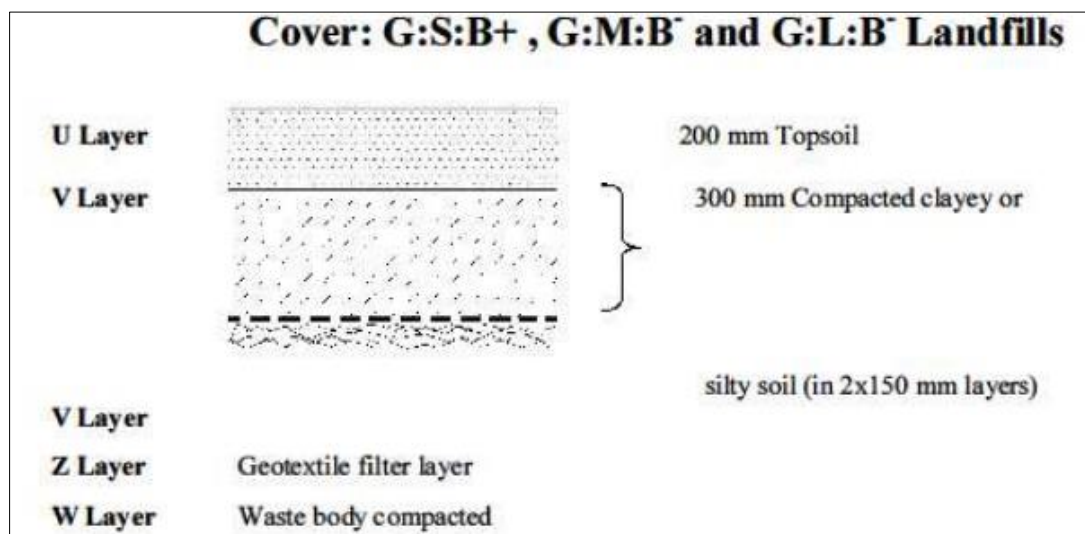 Cover: G:S:B+ , G:M:B⁻ and G:L:B⁻ Landfills
U Layer 200 mm Topsoil
V Layer 300 mm Compacted clayey or
silty soil (in 2x150 mm layers)
V Layer
Z Layer Geotextile filter layer
W Layer Waste body compacted